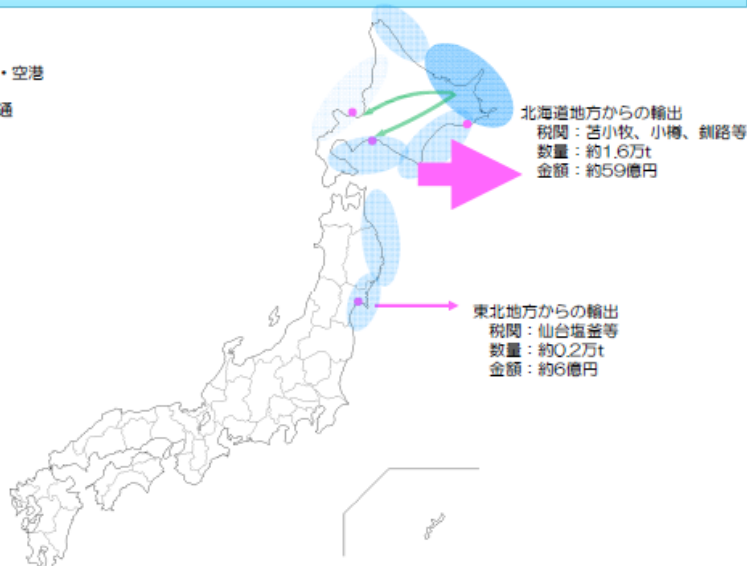 ・空港
通
北海道地方からの輸出
税関：苫小牧、小樽、釧路等
数量：約1.6万t
金額：約59億円
東北地方からの輸出
税関：仙台塩釜等
数量：約0.2万t
金額：約6億円